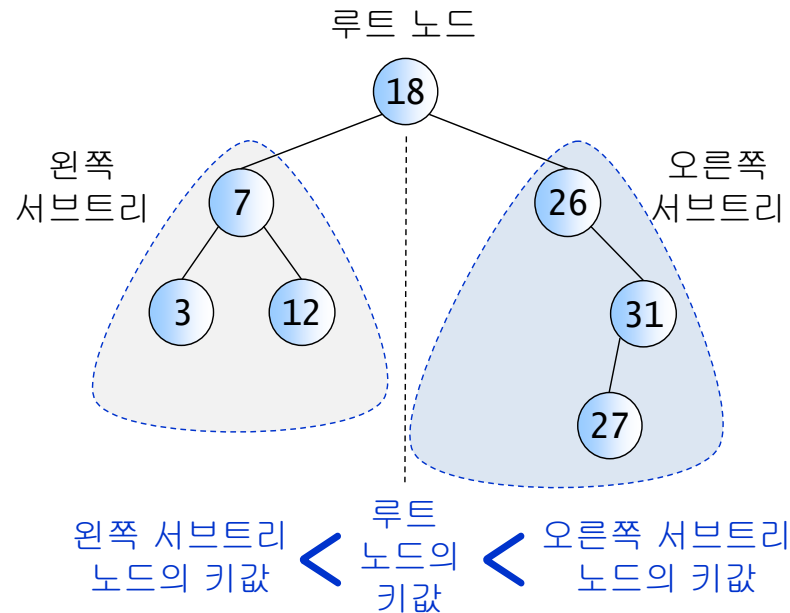 루트 노드
18
왼쪽
서브트리
오른쪽
서브트리
7
26
3
12
31
27
왼쪽 서브트리
노드의 키값
<
루트
노드의
키값
<
오른쪽 서브트리
노드의 키값